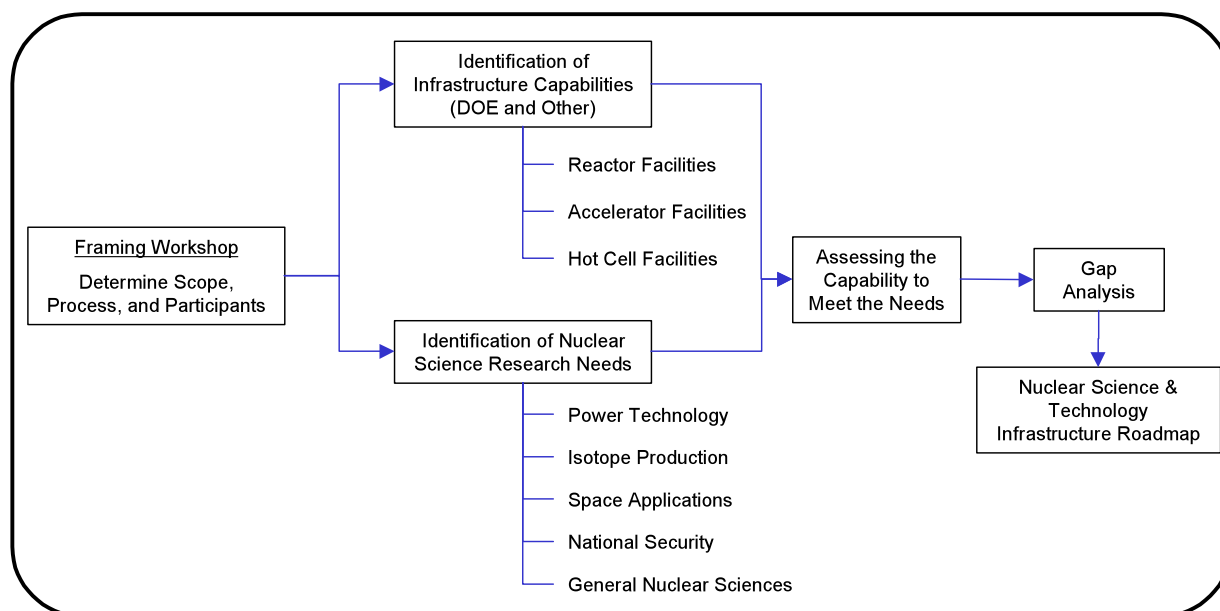 Framing Workshop
Determine Scope,
Process, and Participants
Identification of
Infrastructure Capabilities
(DOE and Other)
Reactor Facilities
Accelerator Facilities
Hot Cell Facilities
Identification of Nuclear
Science Research Needs
Power Technology
Isotope Production
Space Applications
National Security
General Nuclear Sciences
Assessing the
Capability to
Meet the Needs
Gap
Analysis
Nuclear Science &
Technology
Infrastructure Roadmap